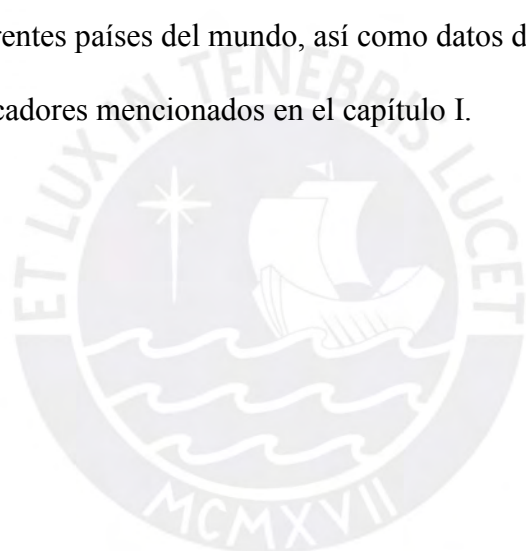 rentes países del mundo, así como datos d
cadores mencionados en el capítulo I.
ET LUX IN TENEBRIS LUCET
MCMXVII